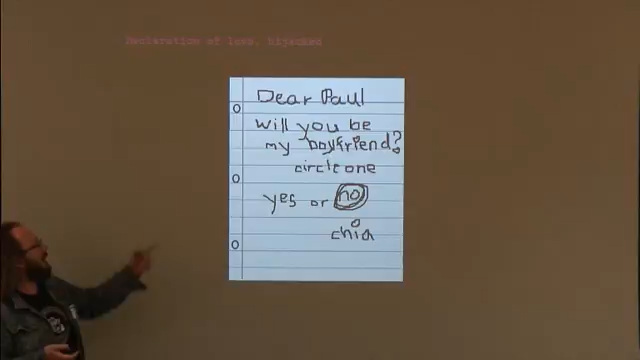 Declaration of love, hijacked
Dear Paul
will you be
my boyfriend?
circle one
yes or no
chia